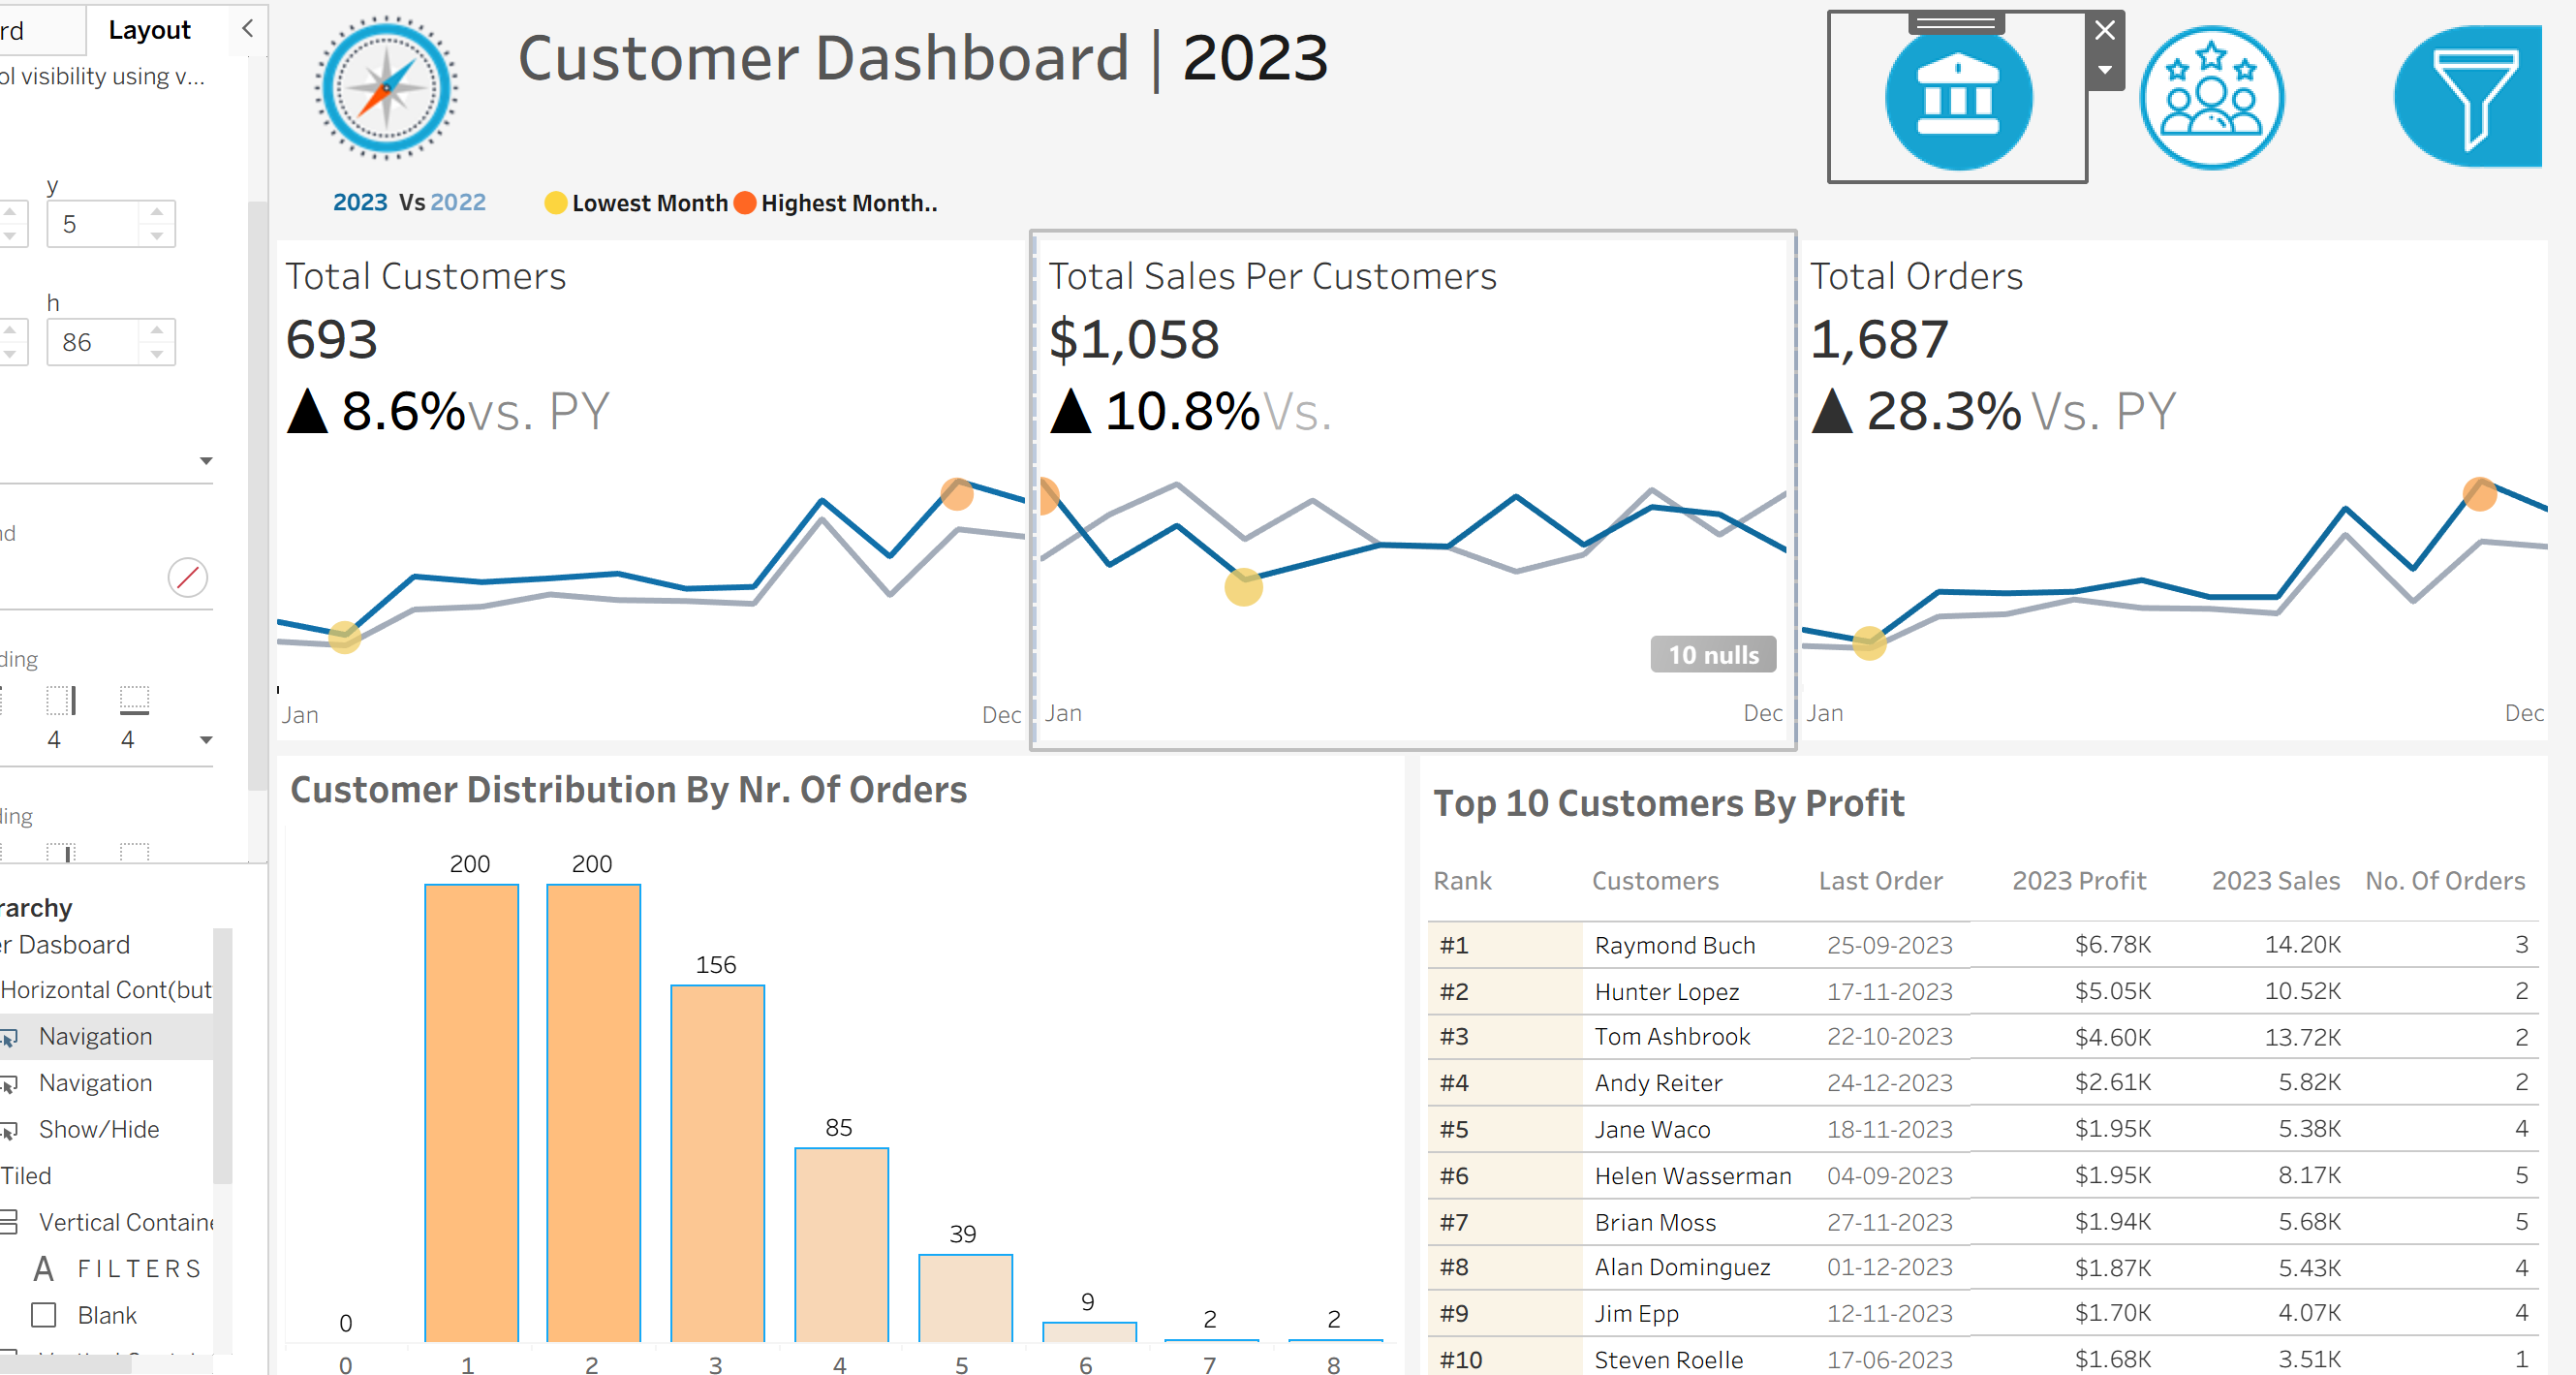 rd
Layout
ol visibility using v...
y
5
h
86
nd
ding
4 4
ding
rarchy
er Dasboard
Horizontal Cont(but
Navigation
Navigation
Show/Hide
Tiled
Vertical Containe
A FILTERS
Blank
Customer Dashboard | 2023
2023 Vs 2022
Lowest Month Highest Month..
Total Customers
693
▲ 8.6%vs. PY
Jan Dec
Total Sales Per Customers
$1,058
▲ 10.8%Vs.
10 nulls
Jan Dec
Total Orders
1,687
▲ 28.3% Vs. PY
Jan Dec
Customer Distribution By Nr. Of Orders
0 200 200 156 85 39 9 2 2
0 1 2 3 4 5 6 7 8
Top 10 Customers By Profit
Rank Customers Last Order 2023 Profit 2023 Sales No. Of Orders
#1 Raymond Buch 25-09-2023 $6.78K 14.20K 3
#2 Hunter Lopez 17-11-2023 $5.05K 10.52K 2
#3 Tom Ashbrook 22-10-2023 $4.60K 13.72K 2
#4 Andy Reiter 24-12-2023 $2.61K 5.82K 2
#5 Jane Waco 18-11-2023 $1.95K 5.38K 4
#6 Helen Wasserman 04-09-2023 $1.95K 8.17K 5
#7 Brian Moss 27-11-2023 $1.94K 5.68K 5
#8 Alan Dominguez 01-12-2023 $1.87K 5.43K 4
#9 Jim Epp 12-11-2023 $1.70K 4.07K 4
#10 Steven Roelle 17-06-2023 $1.68K 3.51K 1